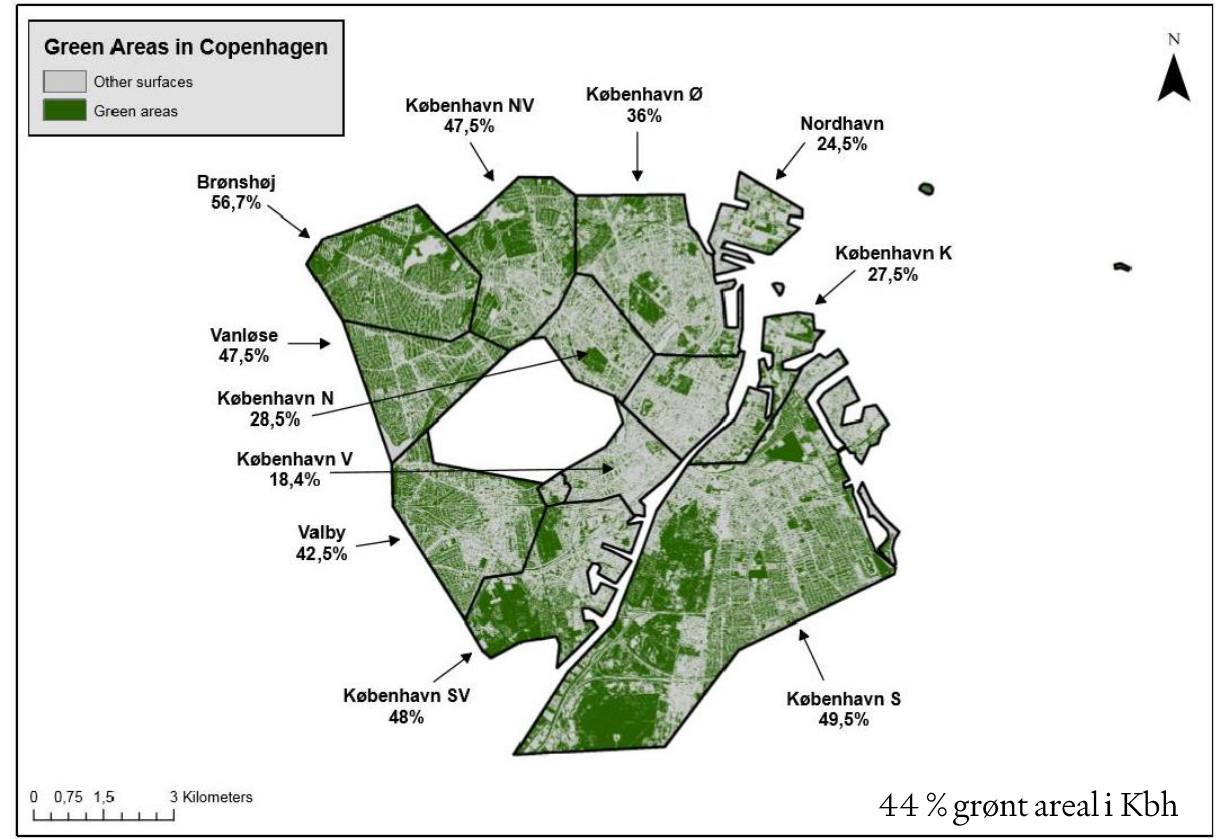 Green Areas in Copenhagen
Other surfaces
Green areas
N
København NV
47,5%
København Ø
36%
Nordhavn
24,5%
Brønshøj
56,7%
København K
27,5%
Vanløse
47,5%
København N
28,5%
København V
18,4%
Valby
42,5%
København SV
48%
København S
49,5%
0 0,75 1,5 3 Kilometers
44 % grønt areal i Kbh